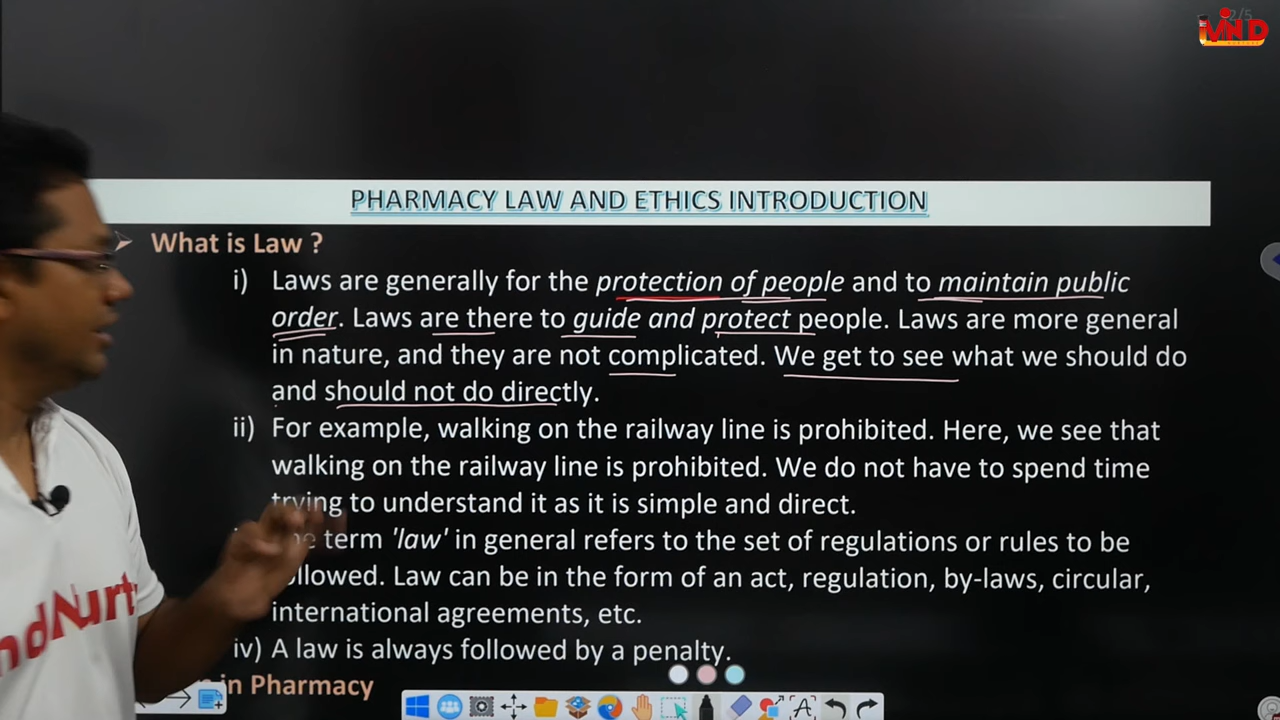 2/5
MND
PHARMACY LAW AND ETHICS INTRODUCTION
What is Law ?
i) Laws are generally for the protection of people and to maintain public
order. Laws are there to guide and protect people. Laws are more general
in nature, and they are not complicated. We get to see what we should do
and should not do directly.
ii) For example, walking on the railway line is prohibited. Here, we see that
walking on the railway line is prohibited. We do not have to spend time
trying to understand it as it is simple and direct.
term 'law' in general refers to the set of regulations or rules to be
Law can be in the form of an act, regulation, by-laws, circular,
international agreements, etc.
iv) A law is always followed by a penalty.
in Pharmacy
ndNurt